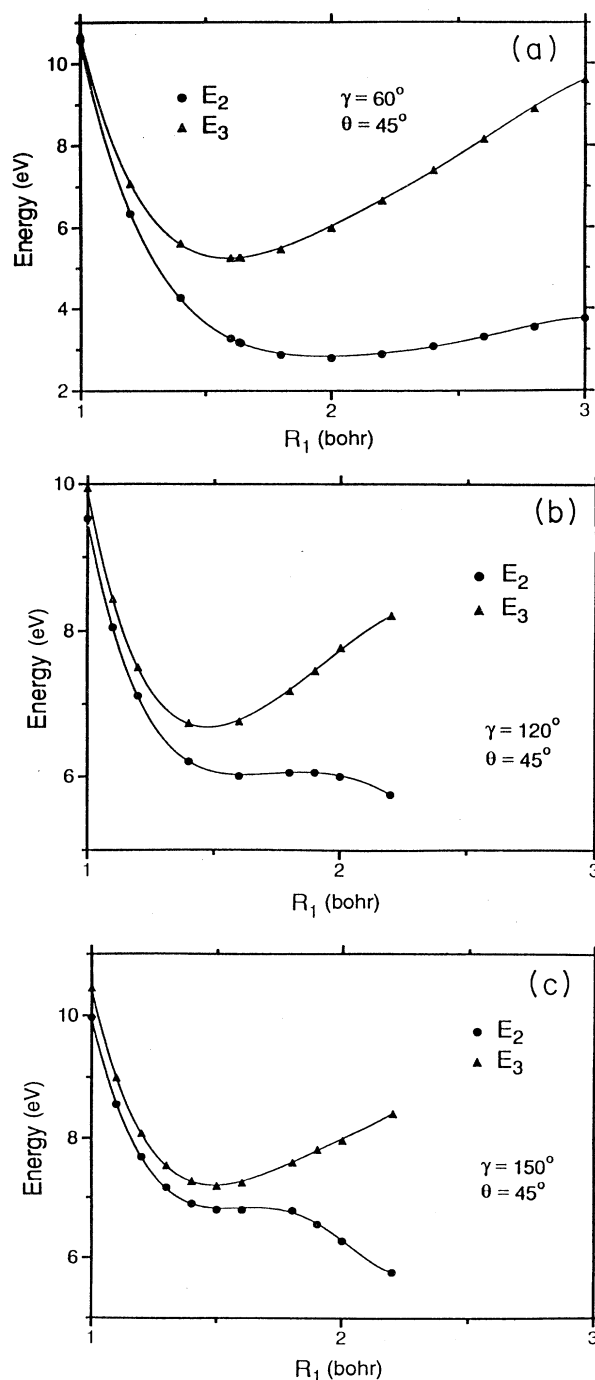 (a)
10
8
6
4
2
Energy (eV)
● E₂
▲ E₃
γ = 60°
θ = 45°
1
2
3
R₁ (bohr)
(b)
10
8
6
Energy (eV)
● E₂
▲ E₃
γ = 120°
θ = 45°
1
2
3
R₁ (bohr)
(c)
10
8
6
Energy (eV)
● E₂
▲ E₃
γ = 150°
θ = 45°
1
2
3
R₁ (bohr)